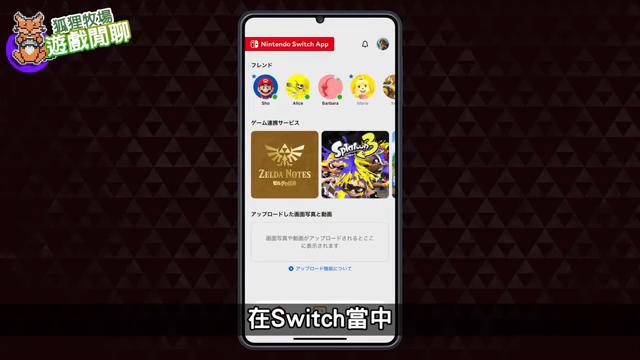 狐狸牧場
遊戲閒聊
Nintendo Switch App
フレンド
Sho
Alice
Barbara
Marie
ゲーム連携サービス
ZELDA NOTES
Splatoon 3
アップロードした画面写真と動画
画面写真や動画がアップロードされるとここ
に表示されます
アップロード機能について
在Switch當中